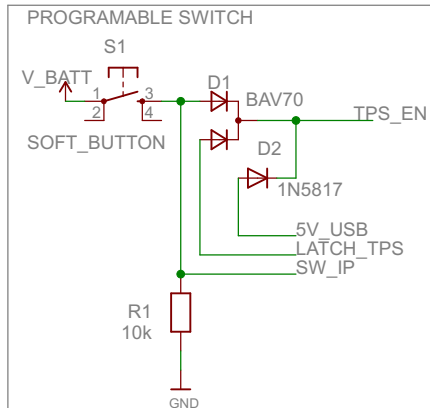 PROGRAMABLE SWITCH
S1
V_BATT
1 3
2 4
SOFT_BUTTON
D1
BAV70
TPS_EN
D2
1N5817
5V_USB
LATCH_TPS
SW_IP
R1
10k
GND